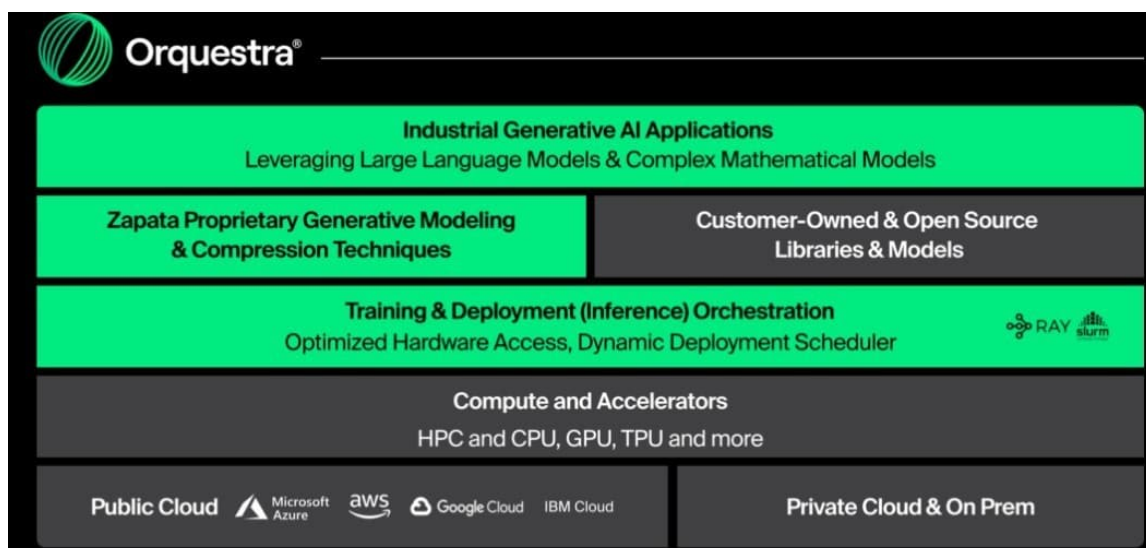 Orquestra®
Industrial Generative AI Applications
Leveraging Large Language Models & Complex Mathematical Models
Zapata Proprietary Generative Modeling
& Compression Techniques
Customer-Owned & Open Source
Libraries & Models
Training & Deployment (Inference) Orchestration
Optimized Hardware Access, Dynamic Deployment Scheduler
RAY slurm
Compute and Accelerators
HPC and CPU, GPU, TPU and more
Public Cloud Microsoft Azure aws Google Cloud IBM Cloud
Private Cloud & On Prem